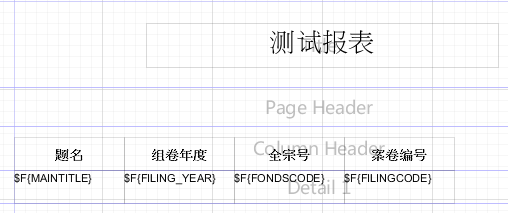 测试报表
Page Header
Column Header
题名 组卷年度 全宗号 案卷编号
$F{MAINTITLE} $F{FILING_YEAR} $F{FONDSCODE} $F{FILINGCODE}
Detail 1